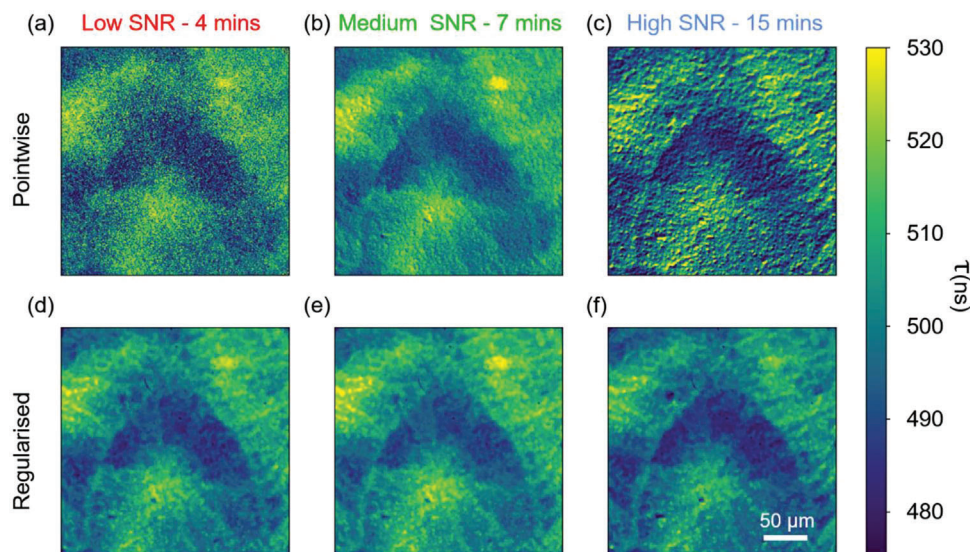 (a) Low SNR - 4 mins
(b) Medium SNR - 7 mins
(c) High SNR - 15 mins
Pointwise
530
520
510
500
490
480
τ(ns)
(d)
(e)
(f)
Regularised
50 µm